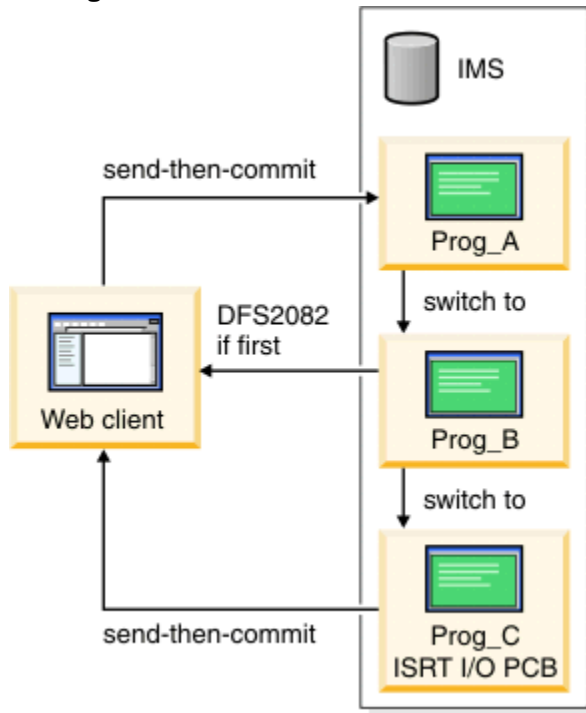 IMS
send-then-commit
Prog_A
switch to
DFS2082
if first
Web client
Prog_B
switch to
send-then-commit
Prog_C
ISRT I/O PCB